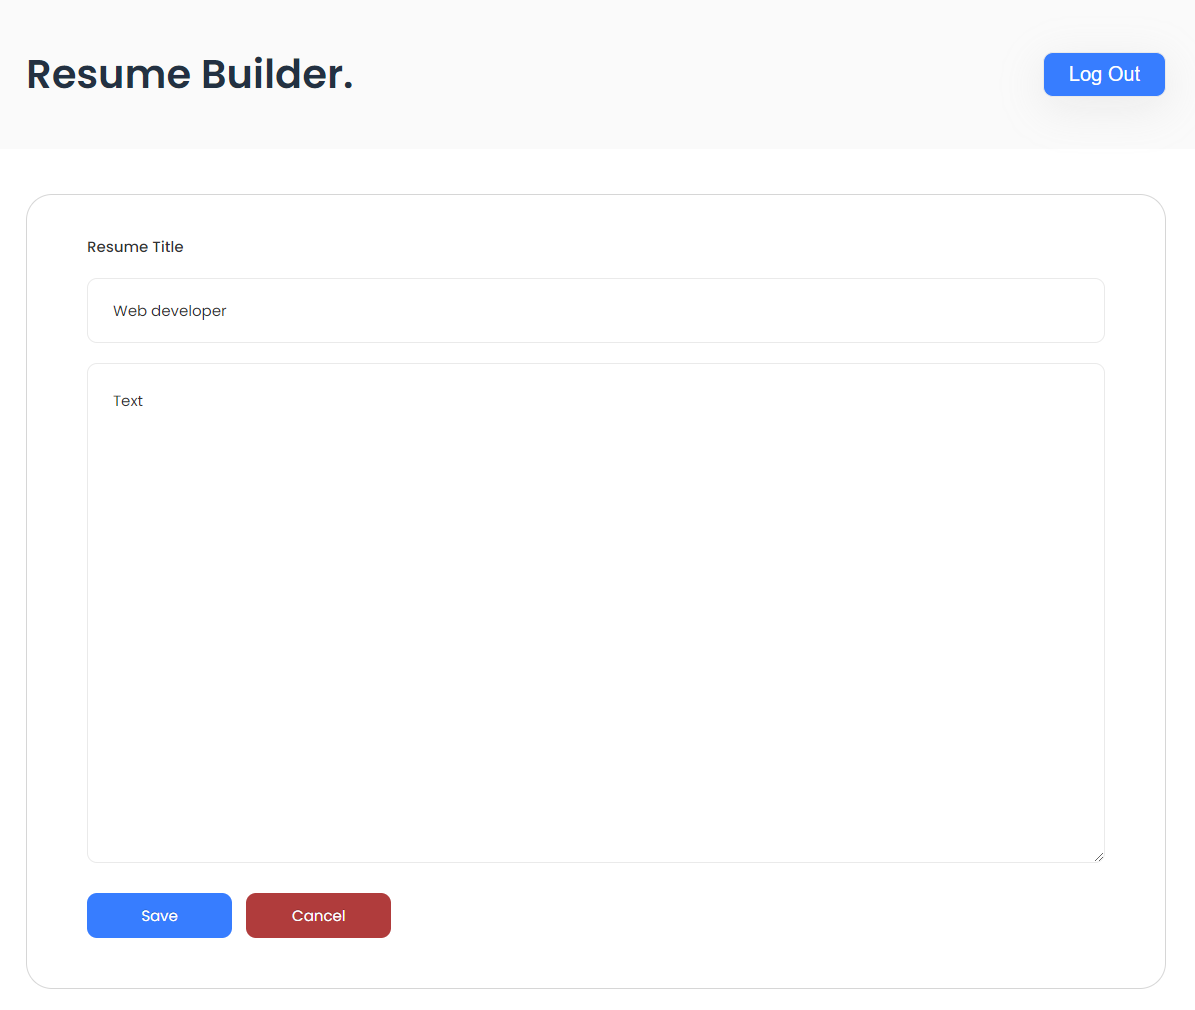 Resume Builder.
Log Out
Resume Title
Web developer
Text
Save
Cancel